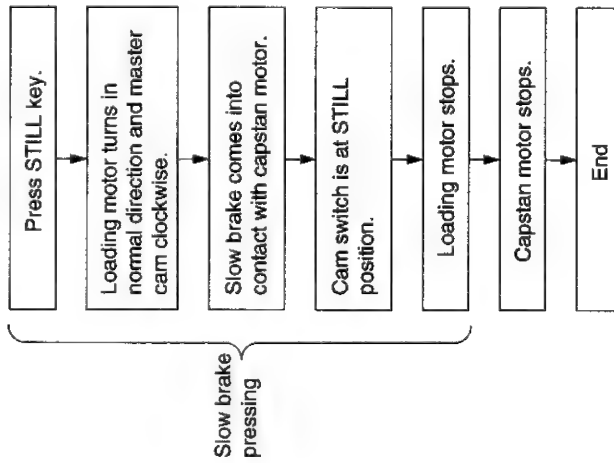 Press STILL key.
Loading motor turns in
normal direction and master
cam clockwise.
Slow brake comes into
contact with capstan motor.
Cam switch is at STILL
position.
Loading motor stops.
Capstan motor stops.
End
Slow brake
pressing